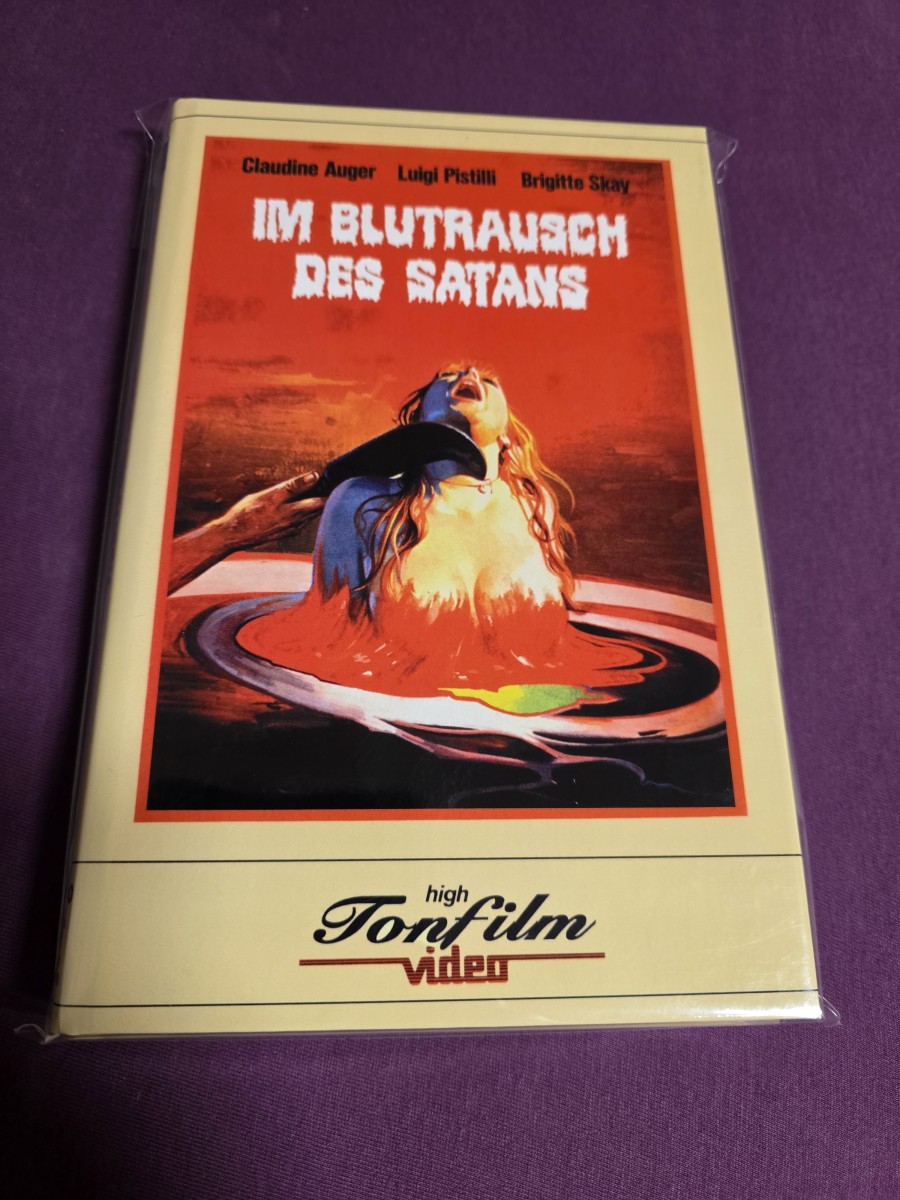 Claudine Auger Luigi Pistilli Brigitte Skay
IM BLUTRAUSCH
DES SATANS
high
Tonfilm
video